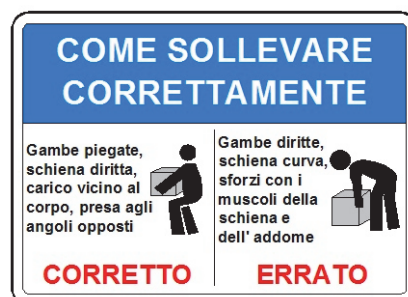 COME SOLLEVARE
CORRETTAMENTE
Gambe piegate,
schiena diritta,
carico vicino al
corpo, presa agli
angoli opposti
CORRETTO
Gambe diritte,
schiena curva,
sforzi con i
muscoli della
schiena e
dell' addome
ERRATO